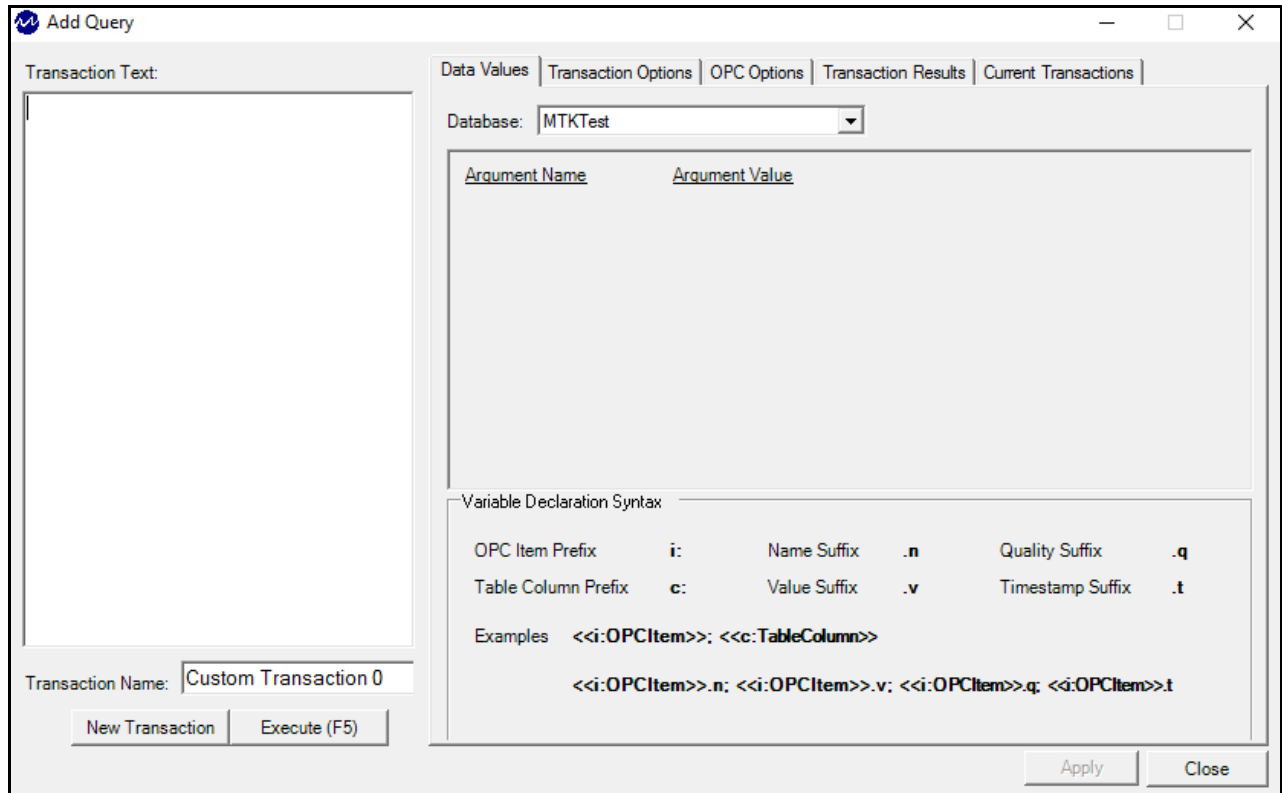 Add Query
Transaction Text:
Data Values Transaction Options OPC Options Transaction Results Current Transactions
Database: MTKTest
Argument Name Argument Value
Variable Declaration Syntax
OPC Item Prefix i: Name Suffix .n Quality Suffix .q
Table Column Prefix c: Value Suffix .v Timestamp Suffix .t
Examples <<i:OPCItem>>; <<c:TableColumn>>
<<i:OPCItem>>.n; <<i:OPCItem>>.v; <<i:OPCItem>>.q; <<i:OPCItem>>.t
Transaction Name: Custom Transaction 0
New Transaction Execute (F5)
Apply Close